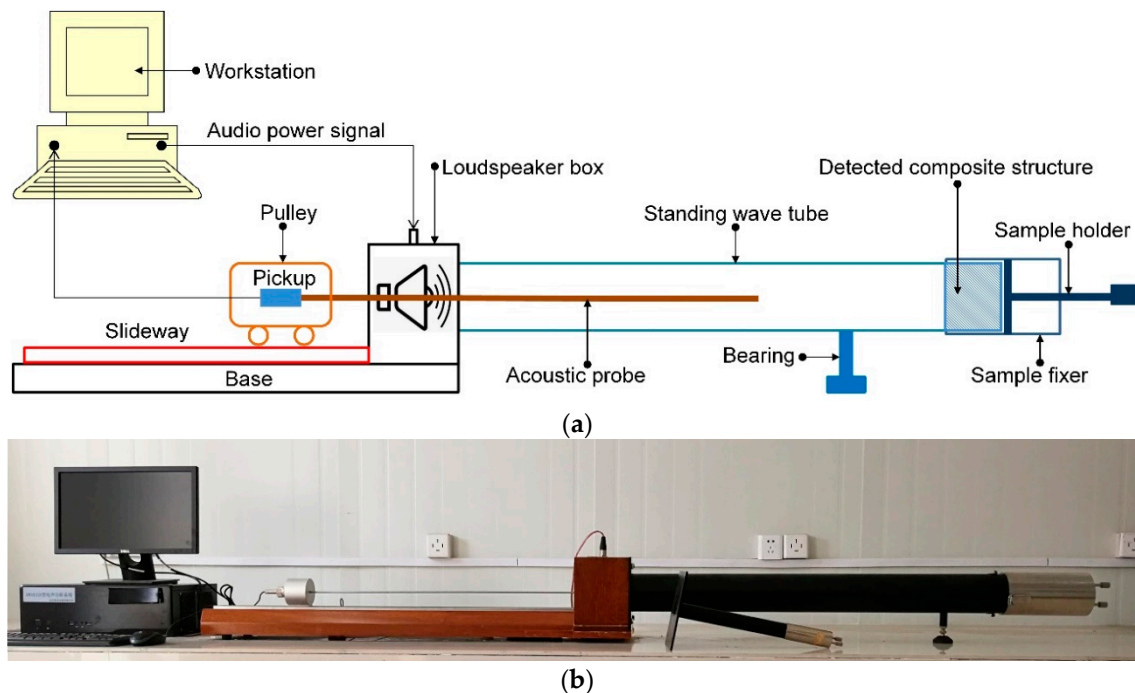 Workstation
Audio power signal
Loudspeaker box
Detected composite structure
Pulley
Standing wave tube
Sample holder
Pickup
Slideway
Bearing
Base
Acoustic probe
Sample fixer
(a)
(b)